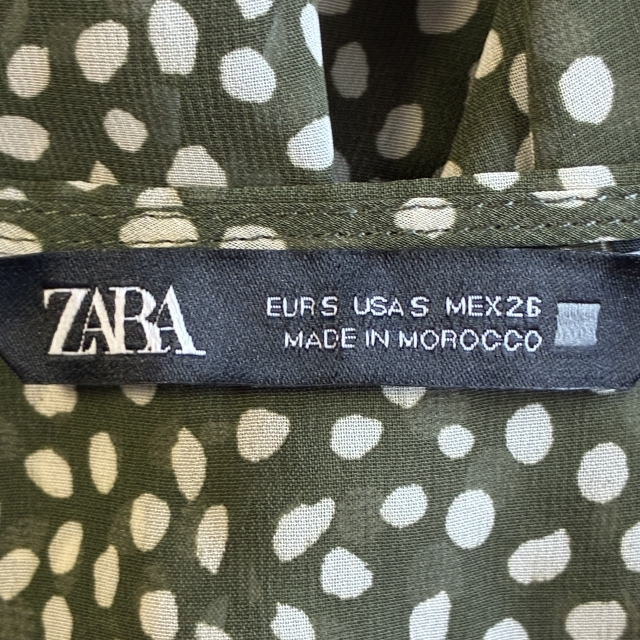 ZARA
EUR S USA S MEX 26
MADE IN MOROCCO